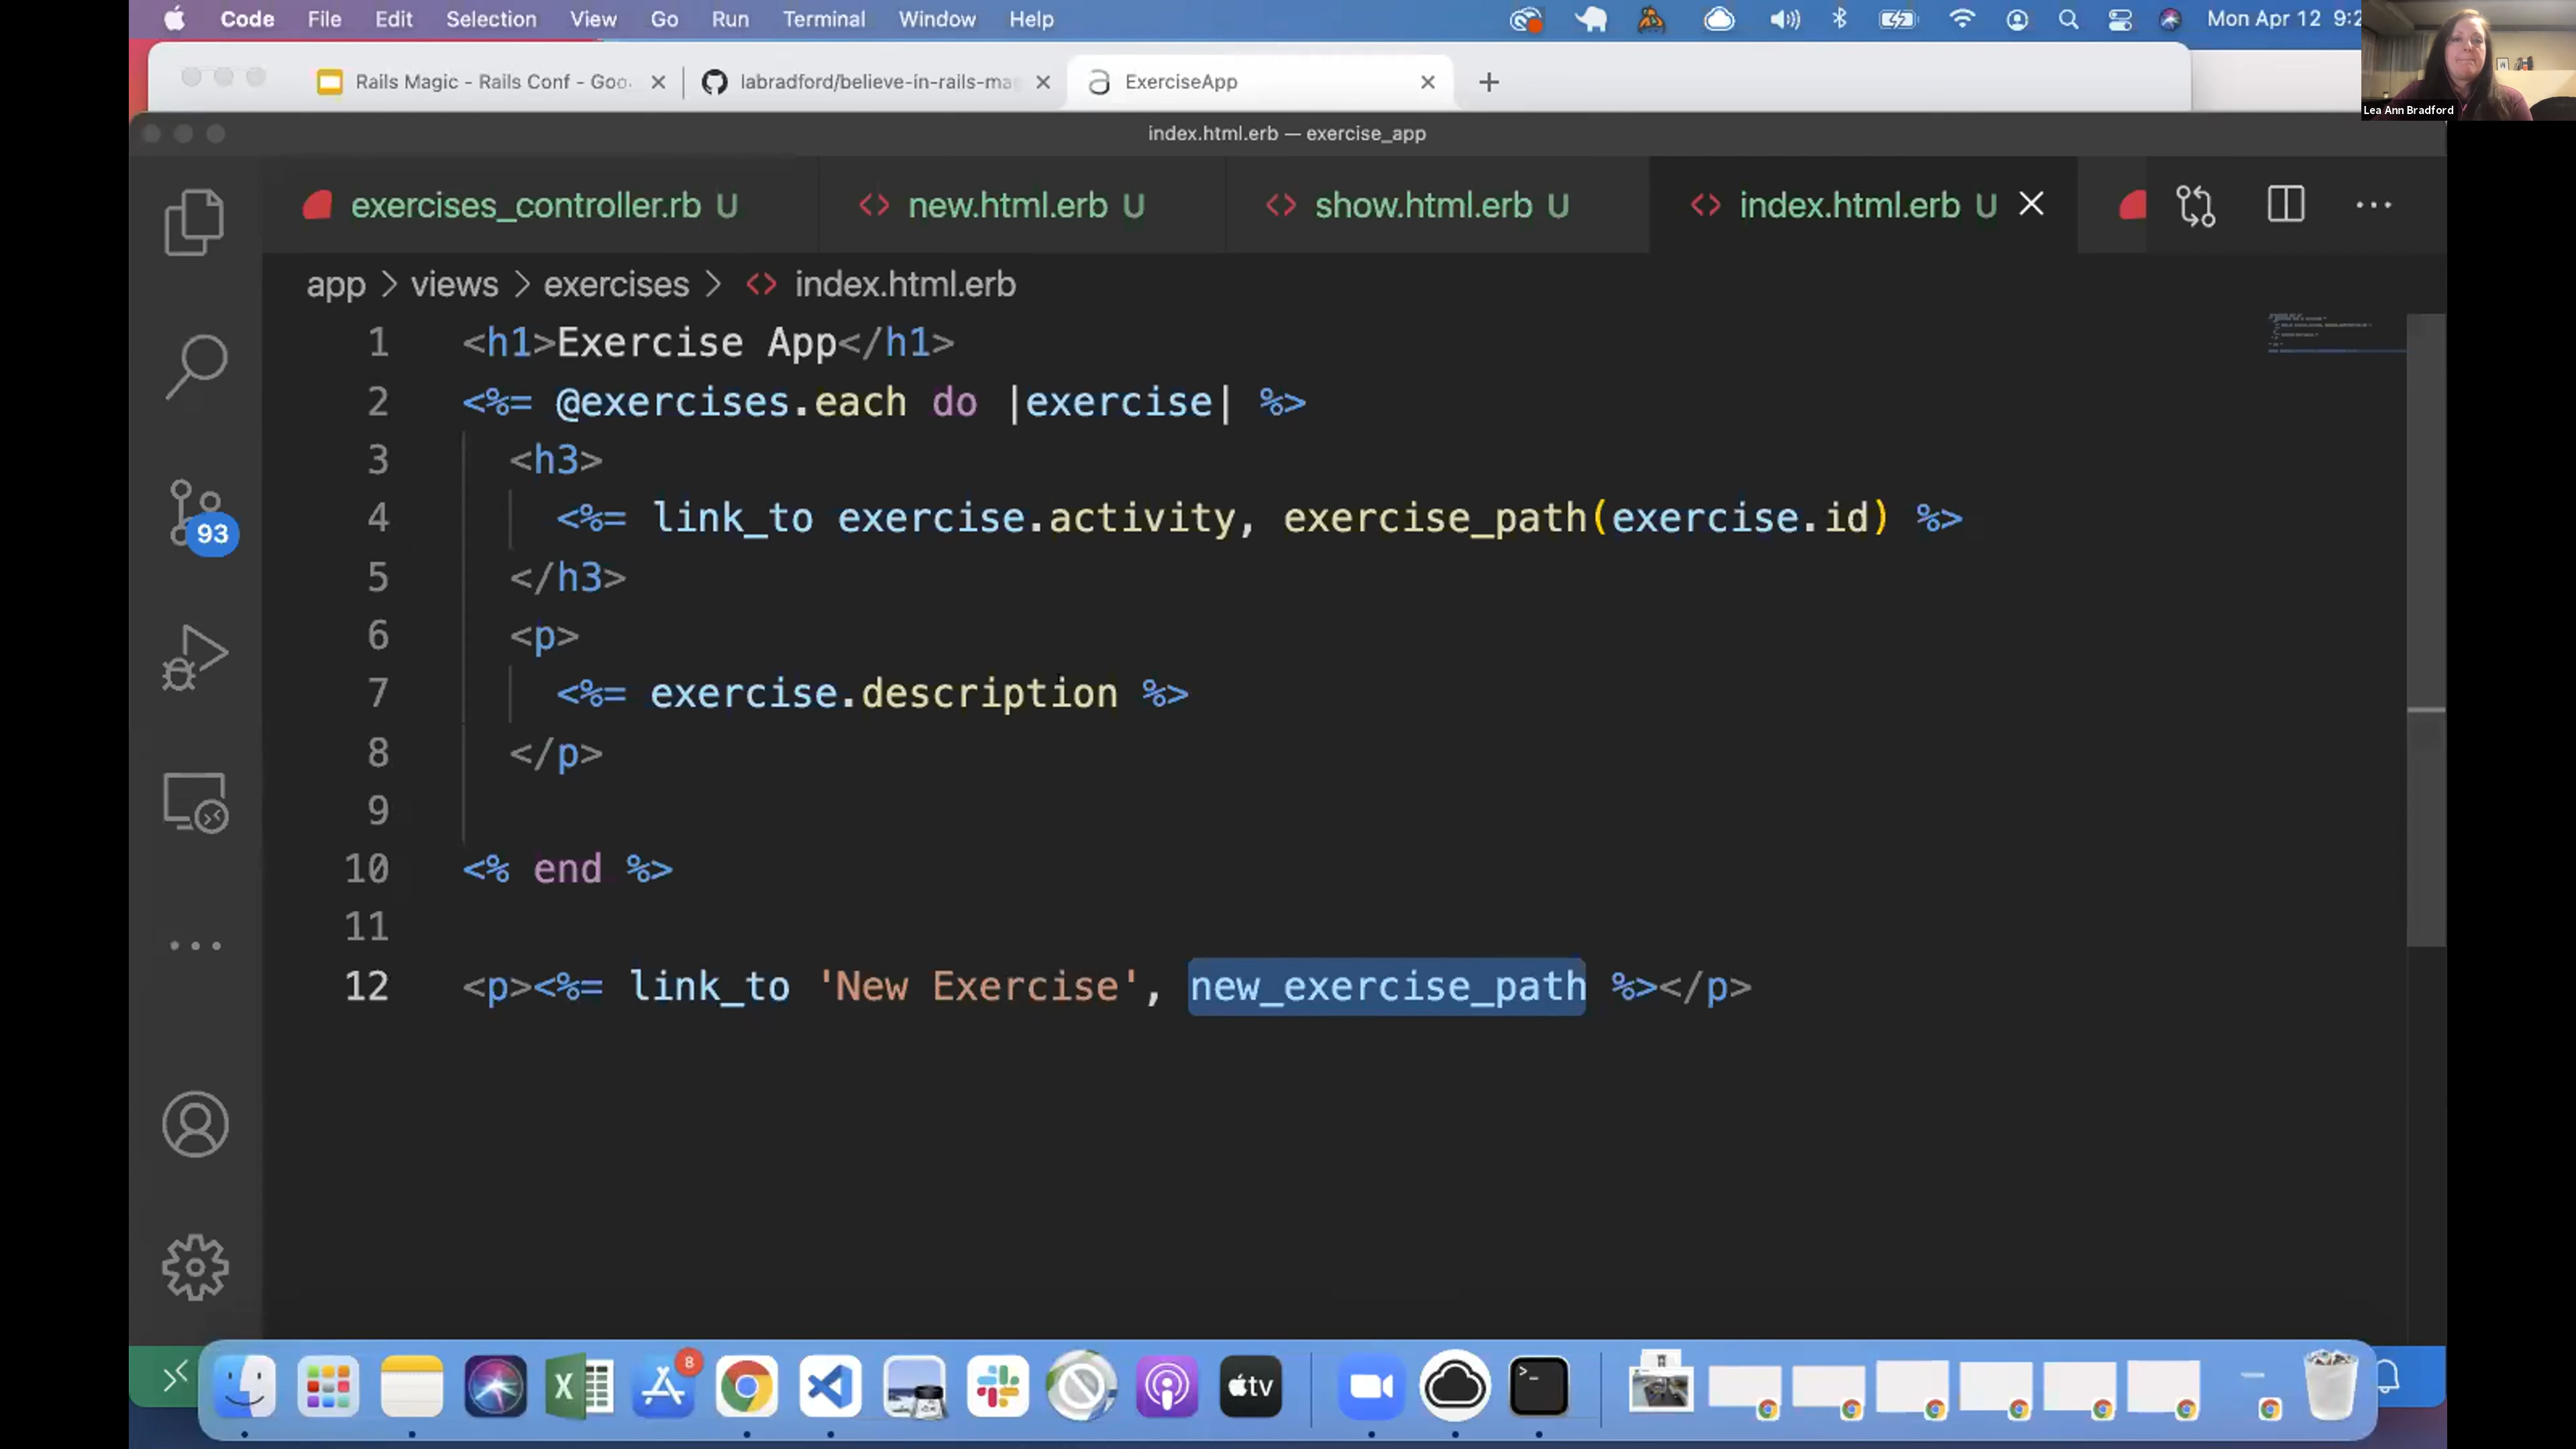 Code File Edit Selection View Go Run Terminal Window Help Mon Apr 12 9:2
Lea Ann Bradford
Rails Magic - Rails Conf - Goo labradford/believe-in-rails-ma ExerciseApp
index.html.erb — exercise_app
exercises_controller.rb U new.html.erb U show.html.erb U index.html.erb U
app > views > exercises > index.html.erb
1 <h1>Exercise App</h1>
2 <%= @exercises.each do |exercise| %>
3 <h3>
4 <%= link_to exercise.activity, exercise_path(exercise.id) %>
5 </h3>
6 <p>
7 <%= exercise.description %>
8 </p>
9
10 <% end %>
11
12 <p><%= link_to 'New Exercise', new_exercise_path %></p>
93
8
tv